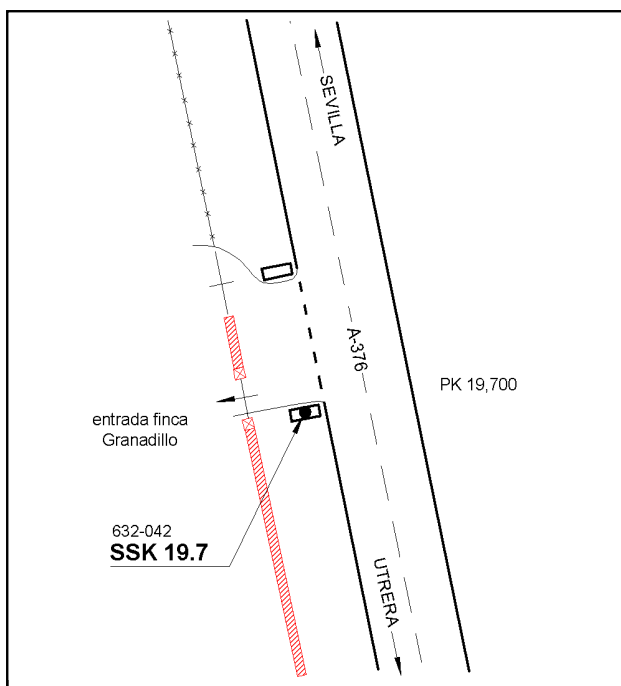 SEVILLA
A-376
PK 19,700
entrada finca
Granadillo
632-042
SSK 19.7
UTRERA